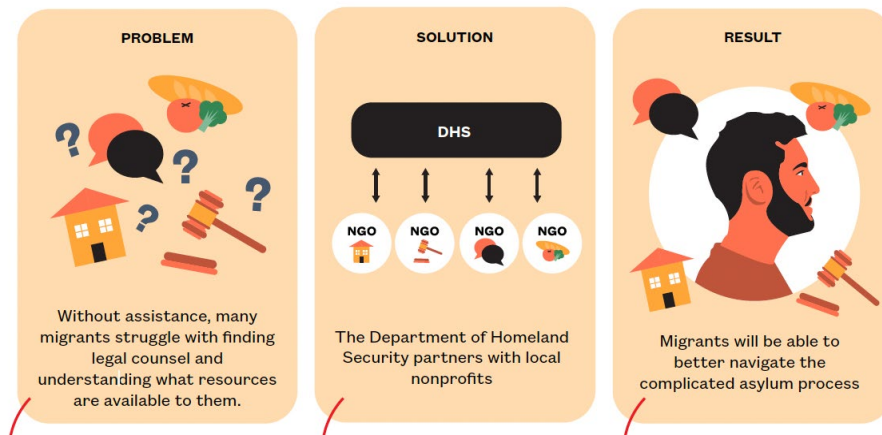 PROBLEM
Without assistance, many
migrants struggle with finding
legal counsel and
understanding what resources
are available to them.
SOLUTION
DHS
NGO NGO NGO NGO
The Department of Homeland
Security partners with local
nonprofits
RESULT
Migrants will be able to
better navigate the
complicated asylum process